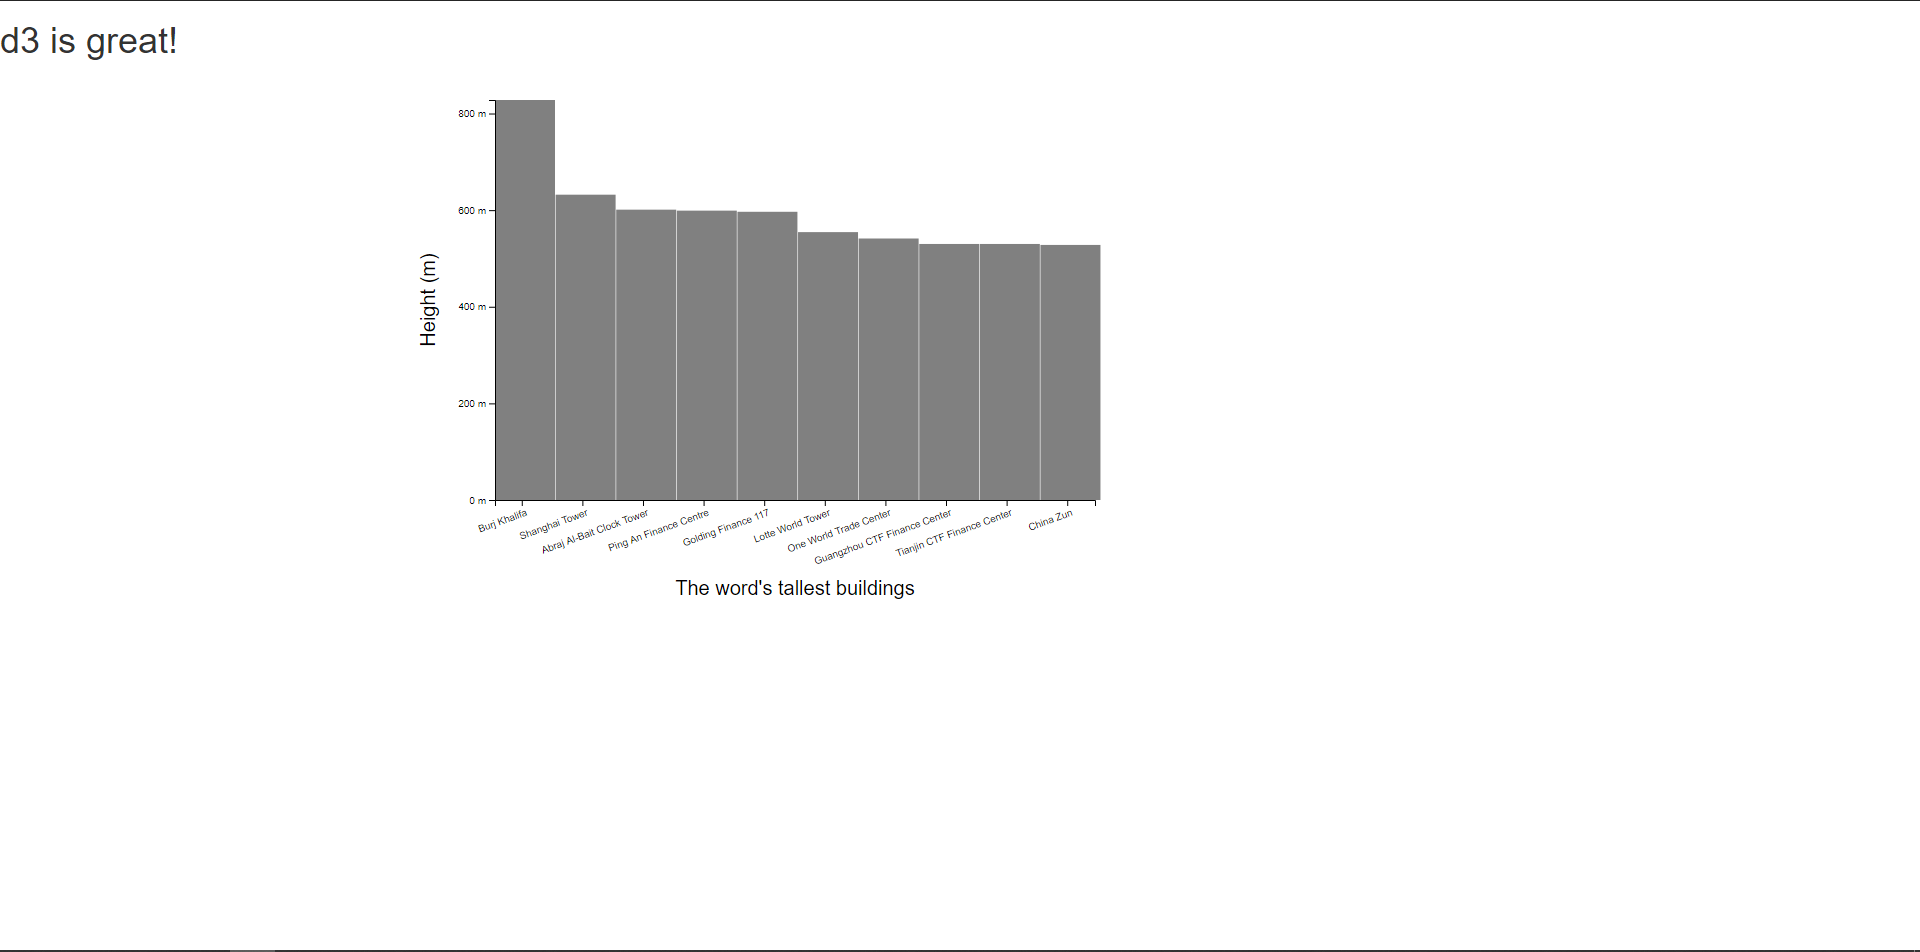 d3 is great!
800 m
600 m
400 m
200 m
0 m
Height (m)
Burj Khalifa
Shanghai Tower
Abraj Al-Bait Clock Tower
Ping An Finance Centre
Golding Finance 117
Lotte World Tower
One World Trade Center
Guangzhou CTF Finance Center
Tianjin CTF Finance Center
China Zun
The word's tallest buildings